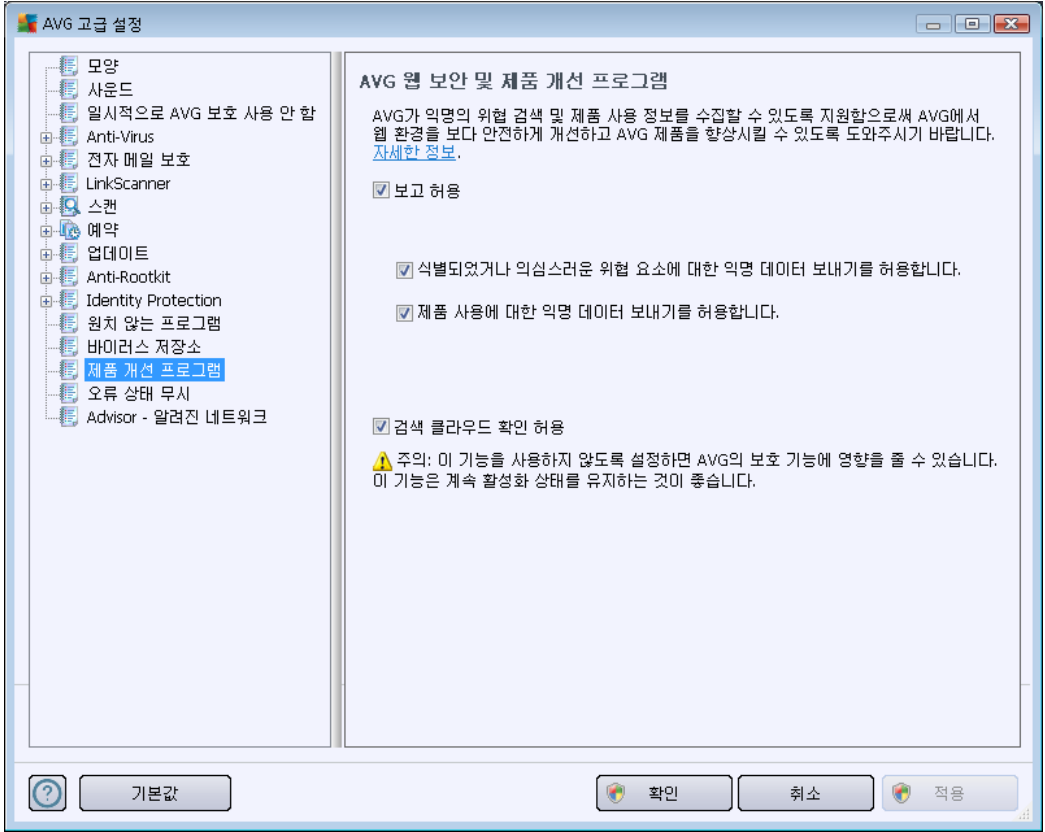 AVG 고급 설정
모양
사운드
일시적으로 AVG 보호 사용 안 함
Anti-Virus
전자 메일 보호
LinkScanner
스캔
예약
업데이트
Anti-Rootkit
Identity Protection
원치 않는 프로그램
바이러스 저장소
제품 개선 프로그램
오류 상태 무시
Advisor - 알려진 네트워크
AVG 웹 보안 및 제품 개선 프로그램
AVG가 익명의 위협 검색 및 제품 사용 정보를 수집할 수 있도록 지원함으로써 AVG에서
웹 환경을 보다 안전하게 개선하고 AVG 제품을 향상시킬 수 있도록 도와주시기 바랍니다.
자세한 정보.
보고 허용
식별되었거나 의심스러운 위협 요소에 대한 익명 데이터 보내기를 허용합니다.
제품 사용에 대한 익명 데이터 보내기를 허용합니다.
검색 클라우드 확인 허용
주의: 이 기능을 사용하지 않도록 설정하면 AVG의 보호 기능에 영향을 줄 수 있습니다.
이 기능은 계속 활성화 상태를 유지하는 것이 좋습니다.
기본값
확인
취소
적용